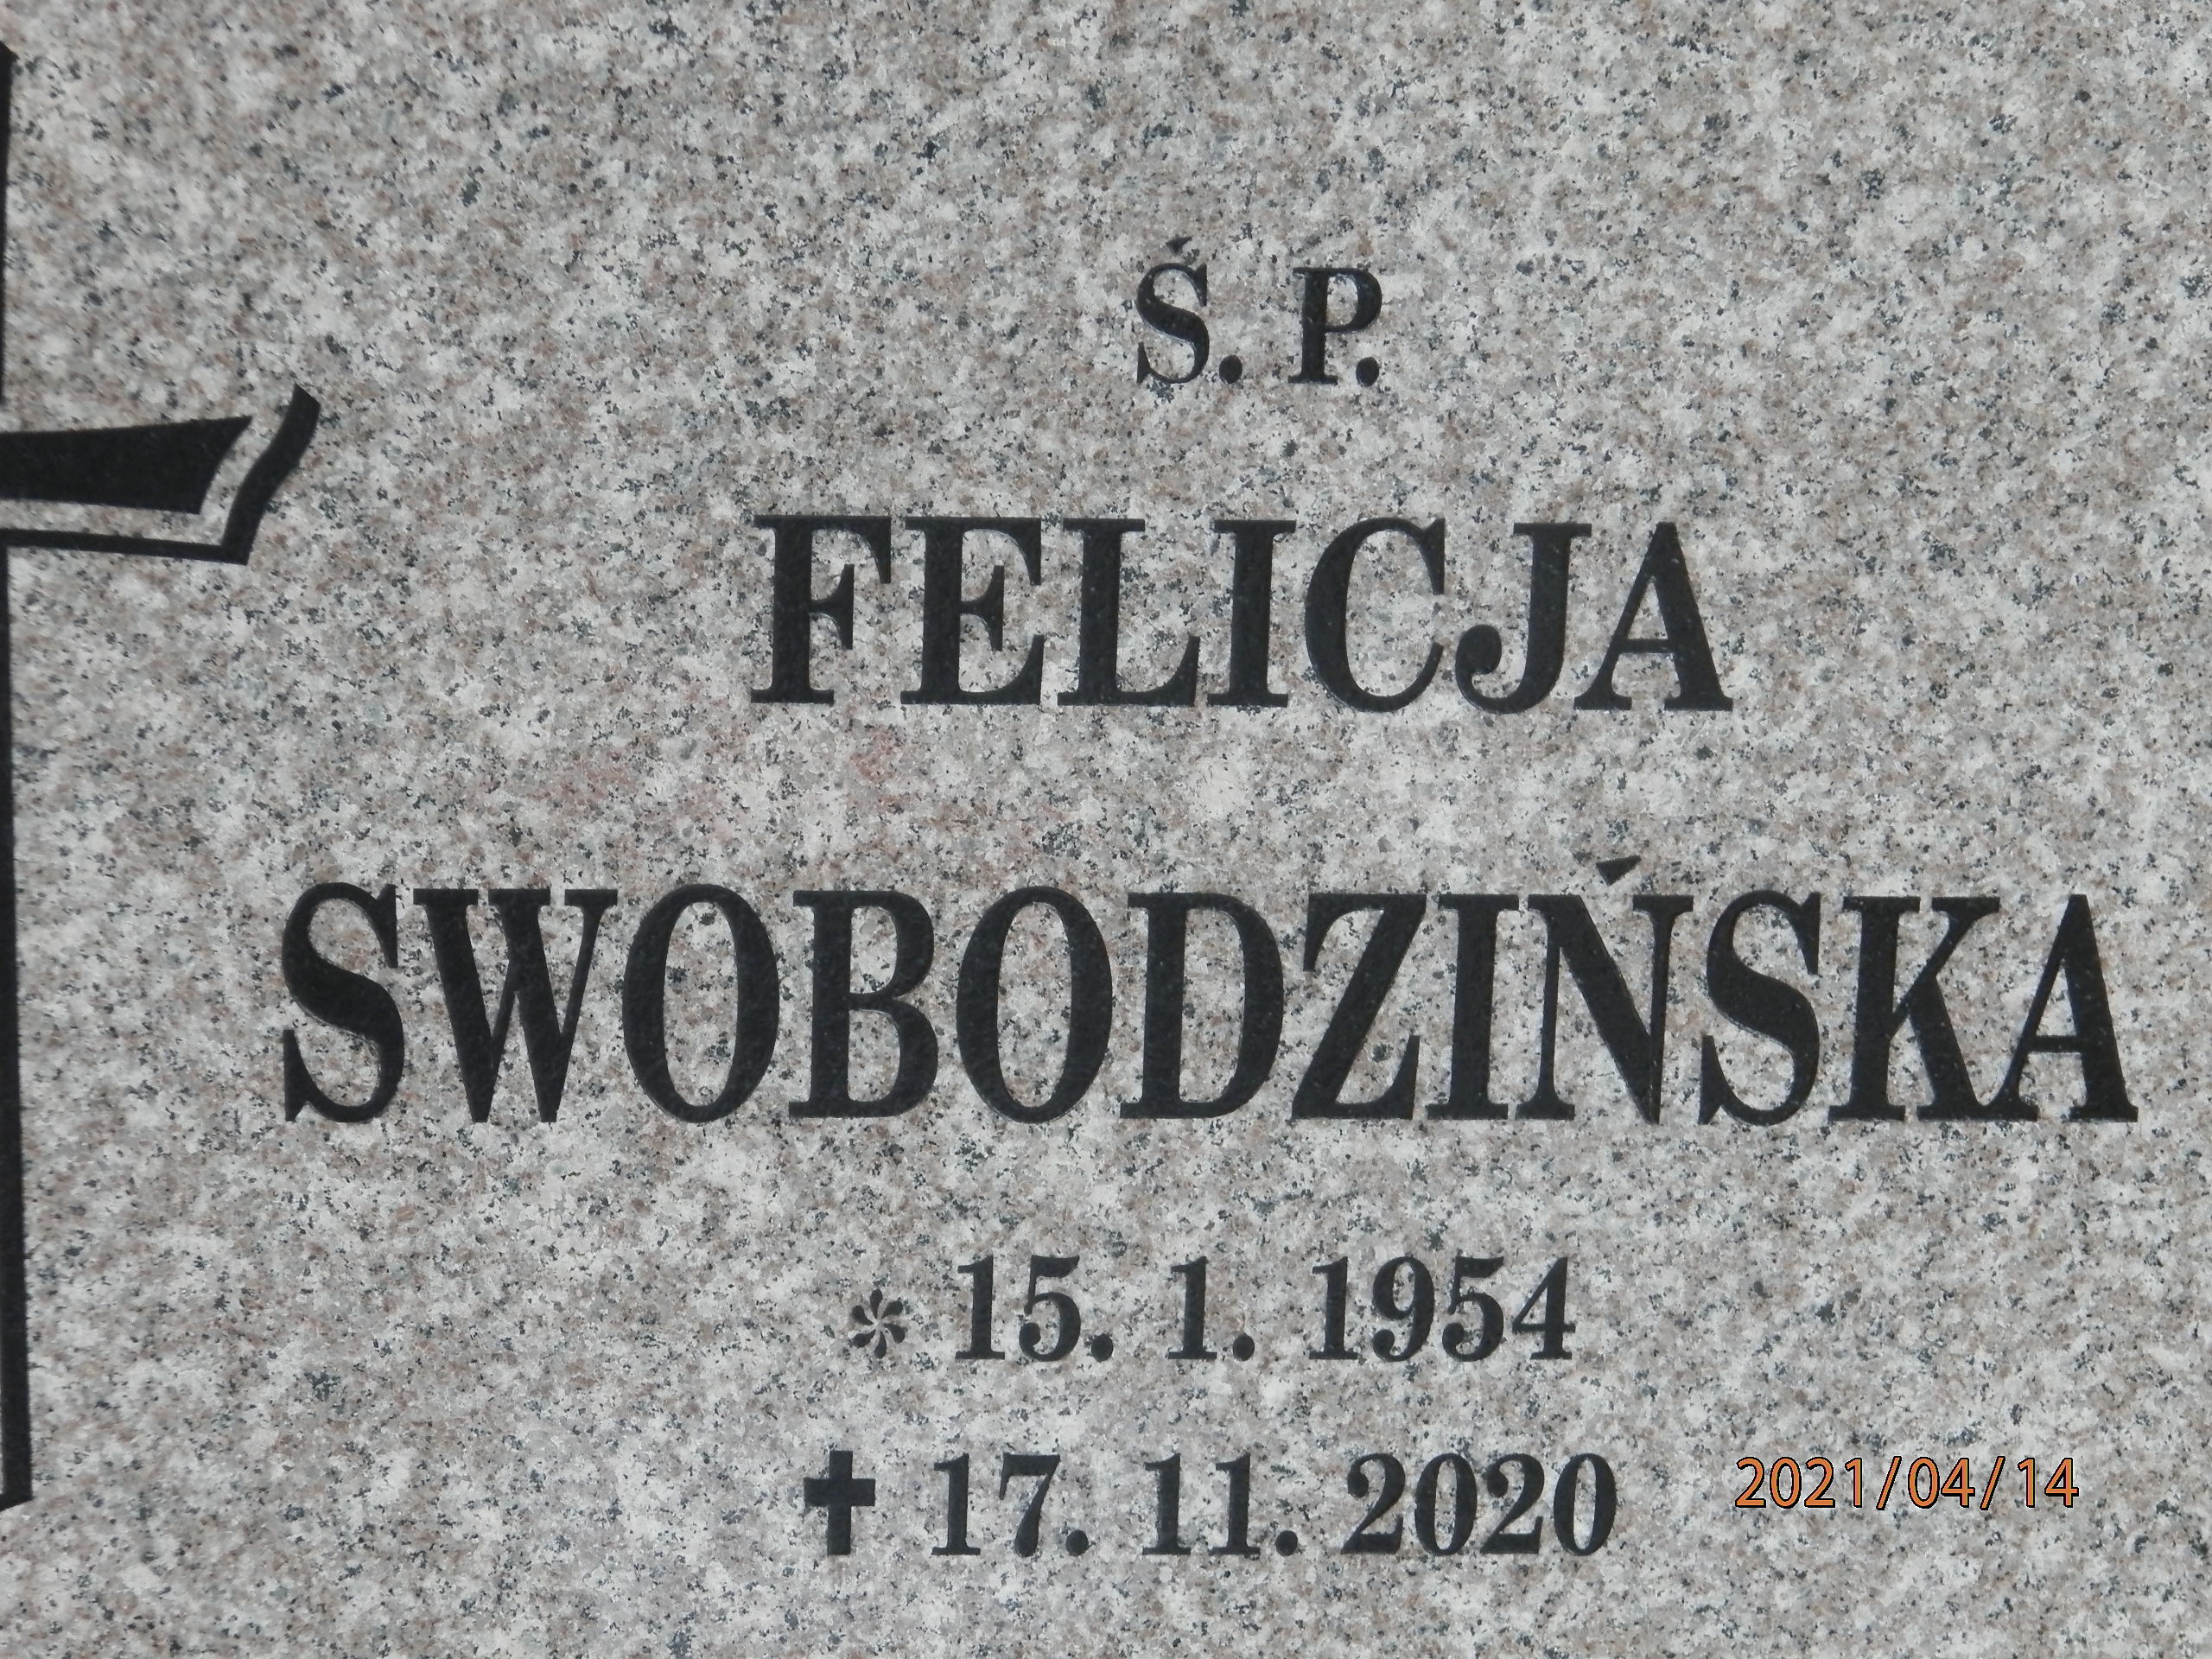 Ś. P.
FELICJA
SWOBODZIŃSKA
* 15. 1. 1954
✝ 17. 11. 2020
2021/04/14